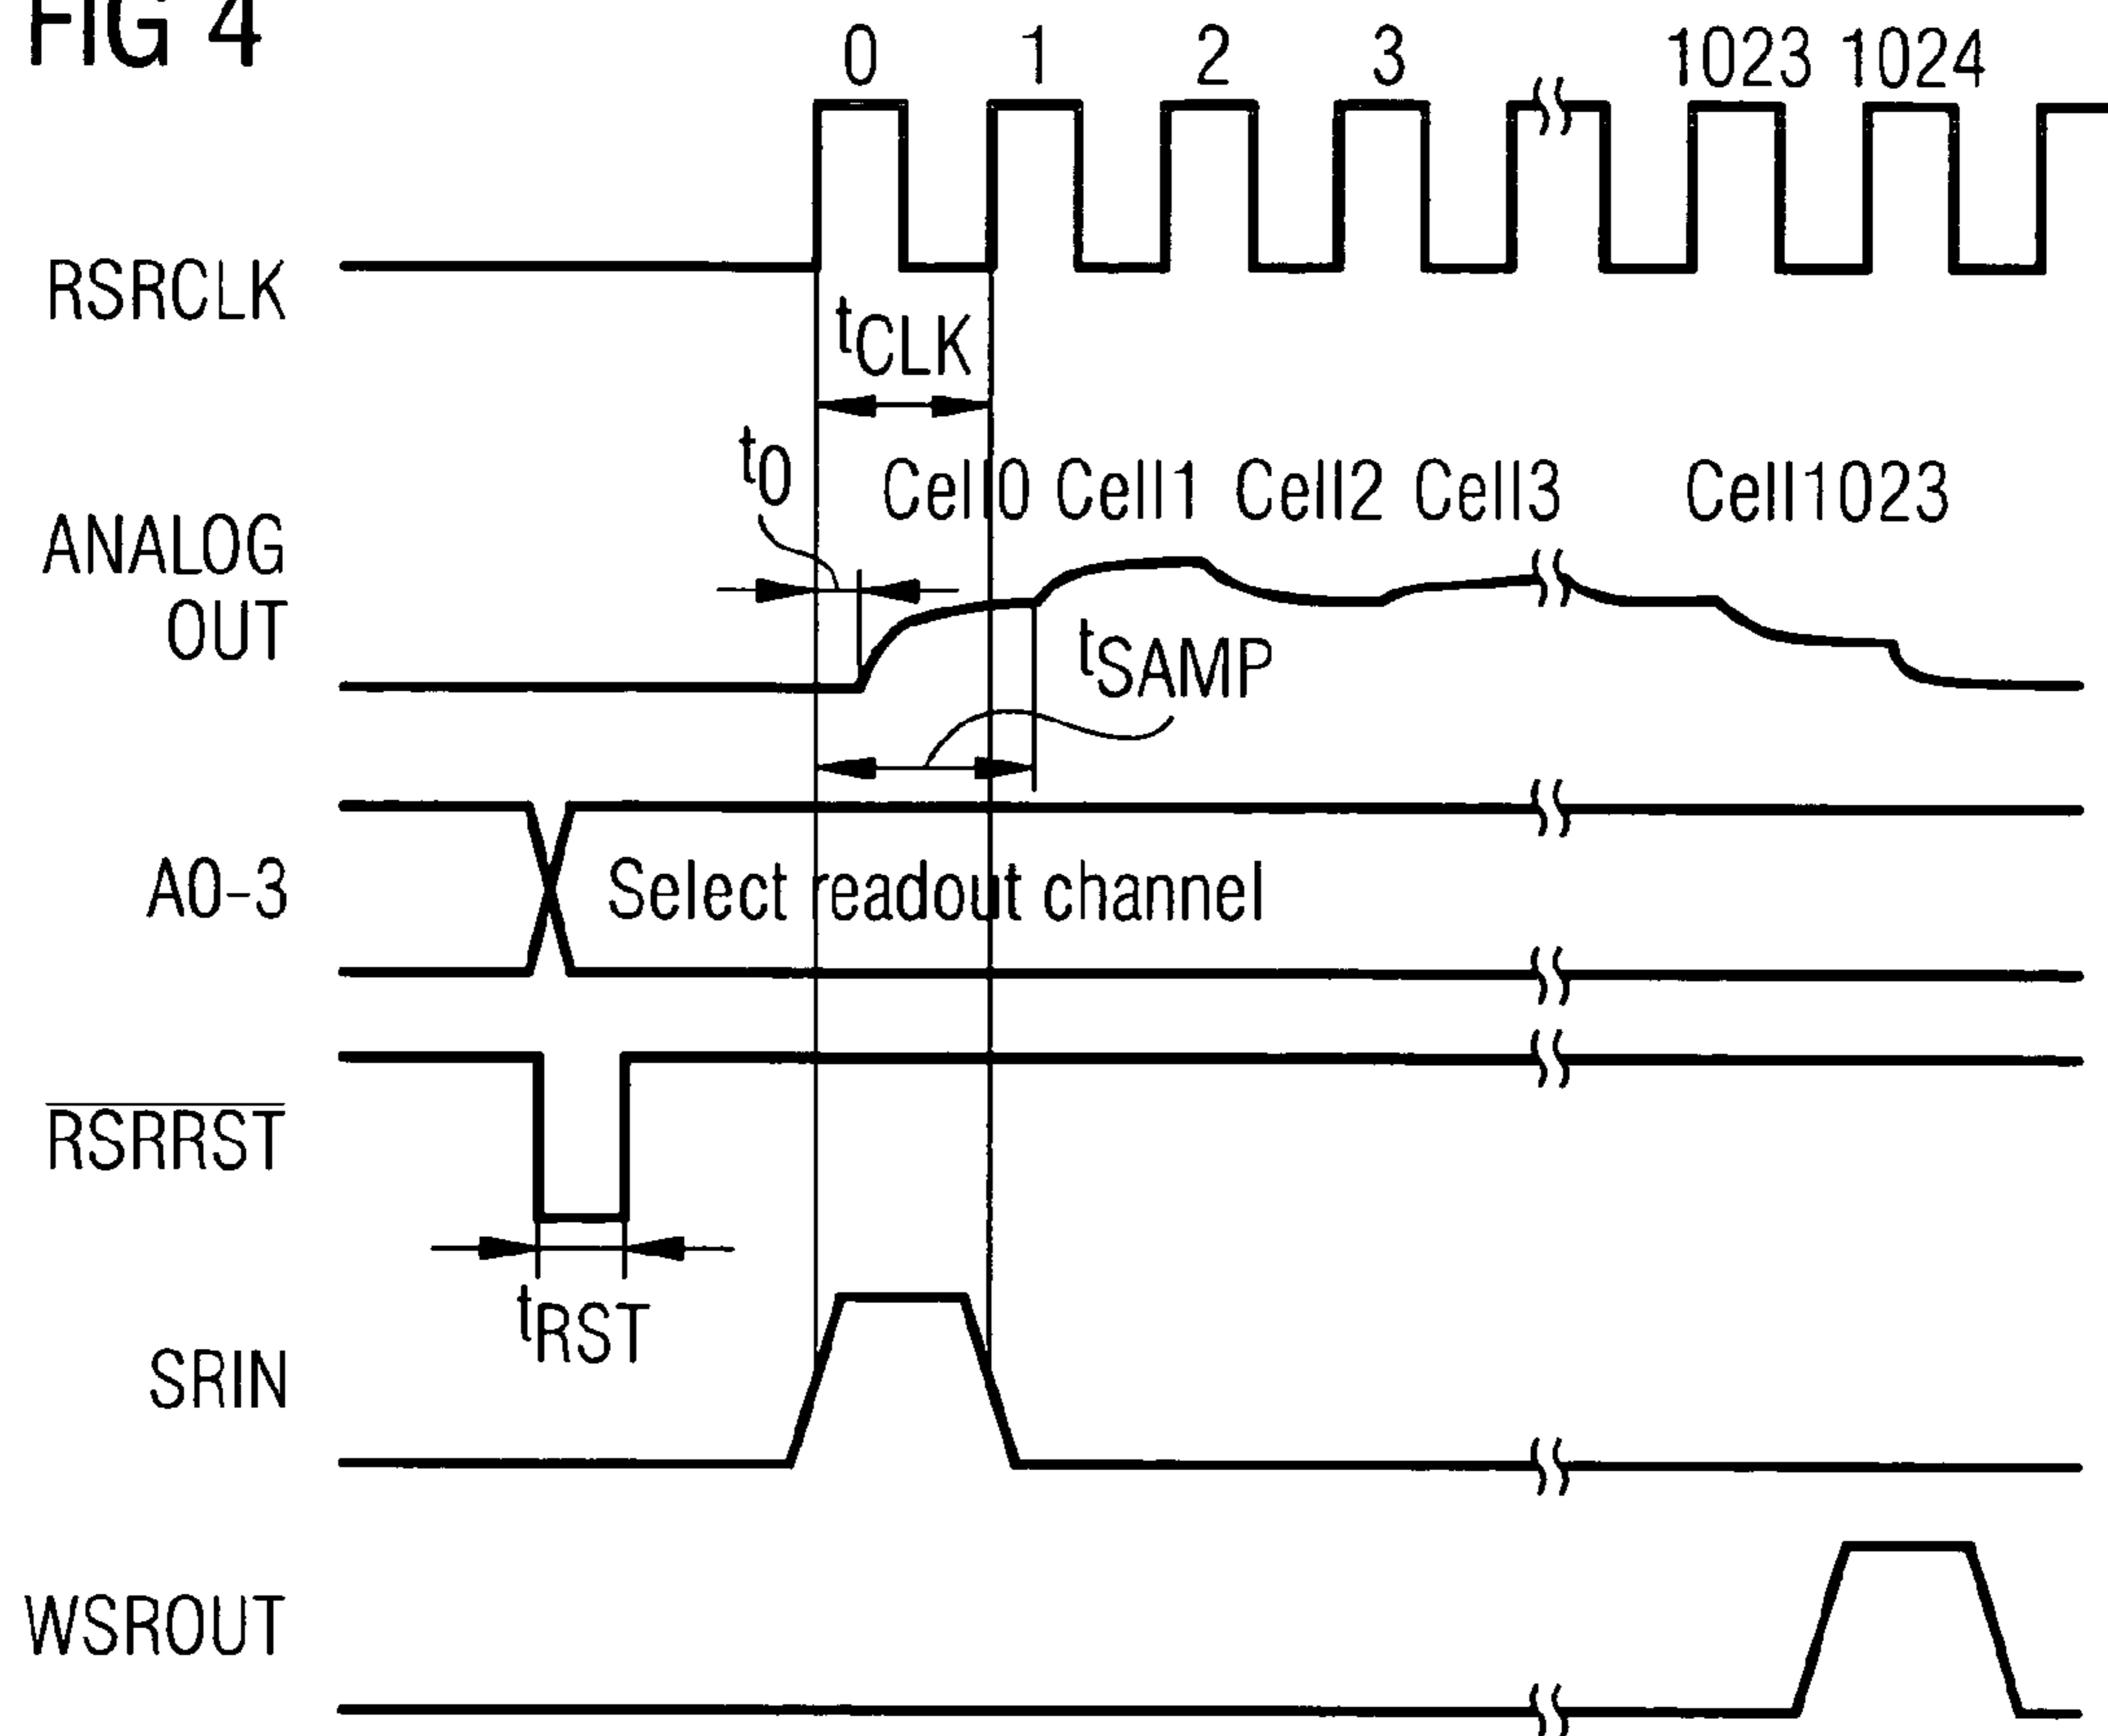 FIG 4
0 1 2 3 1023 1024
RSRCLK
tCLK
t0
Cell0 Cell1 Cell2 Cell3 Cell1023
ANALOG
OUT
tSAMP
A0-3 Select readout channel
RSRRST
tRST
SRIN
WSROUT